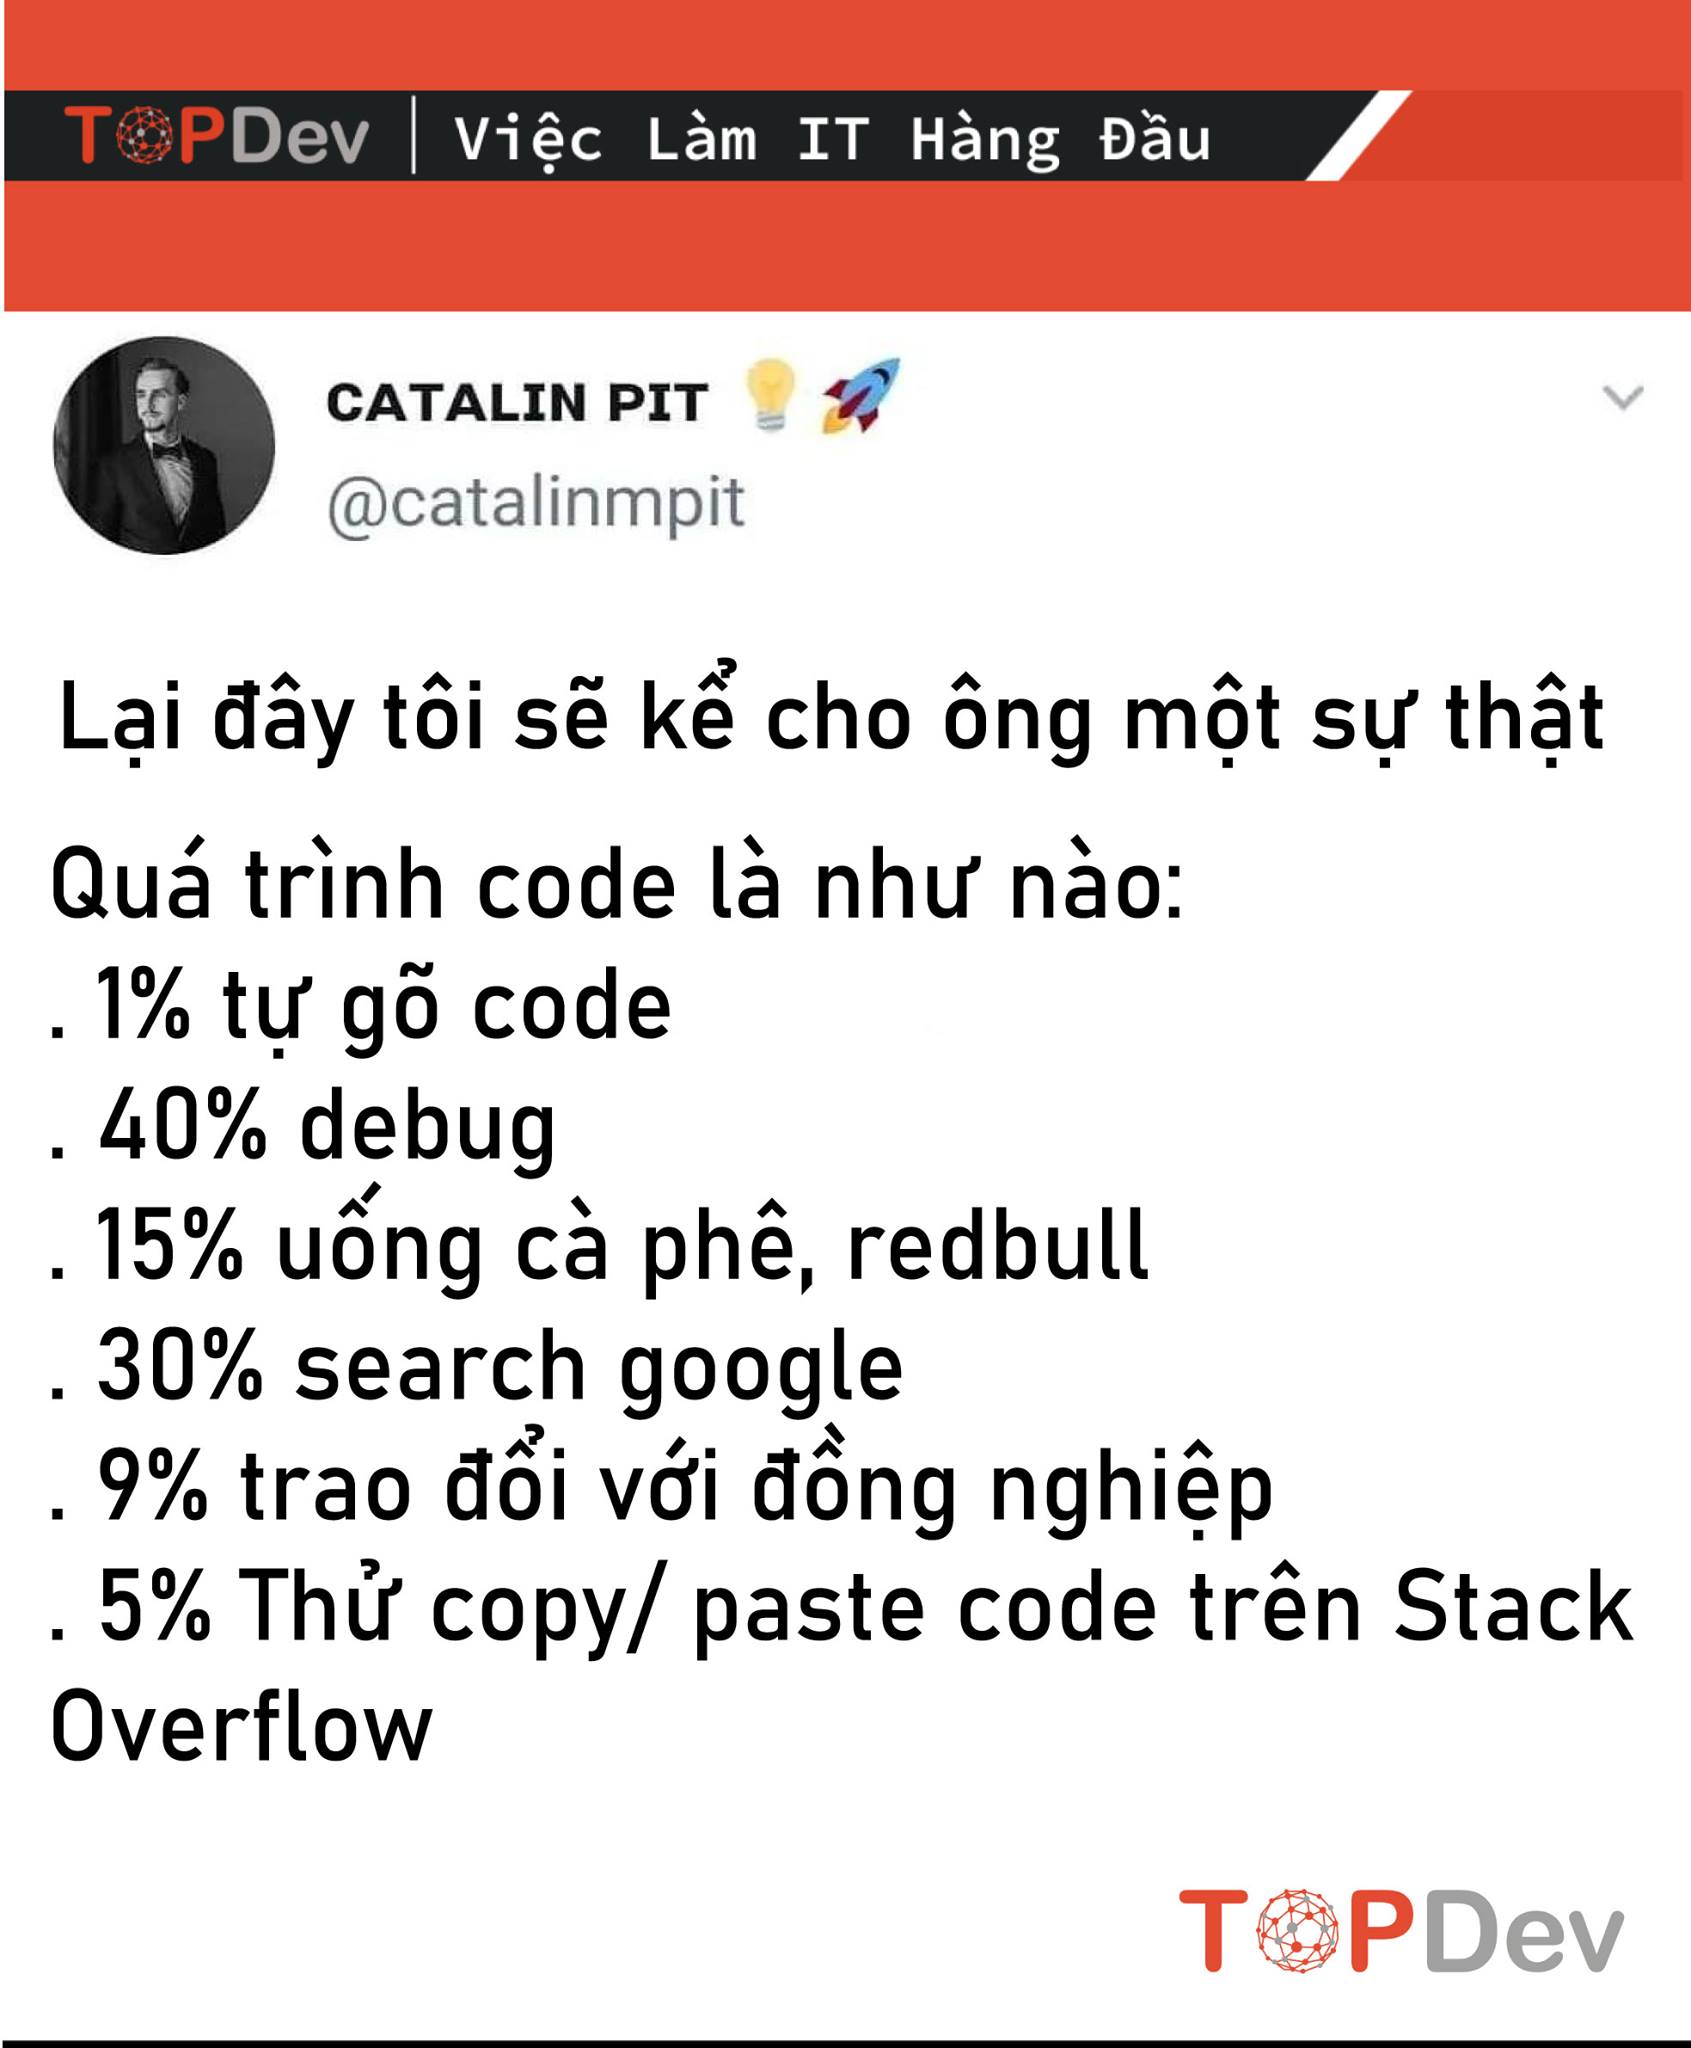 TOPDev | Việc Làm IT Hàng Đầu
CATALIN PIT 💡🚀
@catalinmpit
Lại đây tôi sẽ kể cho ông một sự thật
Quá trình code là như nào:
. 1% tự gõ code
. 40% debug
. 15% uống cà phê, redbull
. 30% search google
. 9% trao đổi với đồng nghiệp
. 5% Thử copy/ paste code trên Stack
Overflow
TOPDev